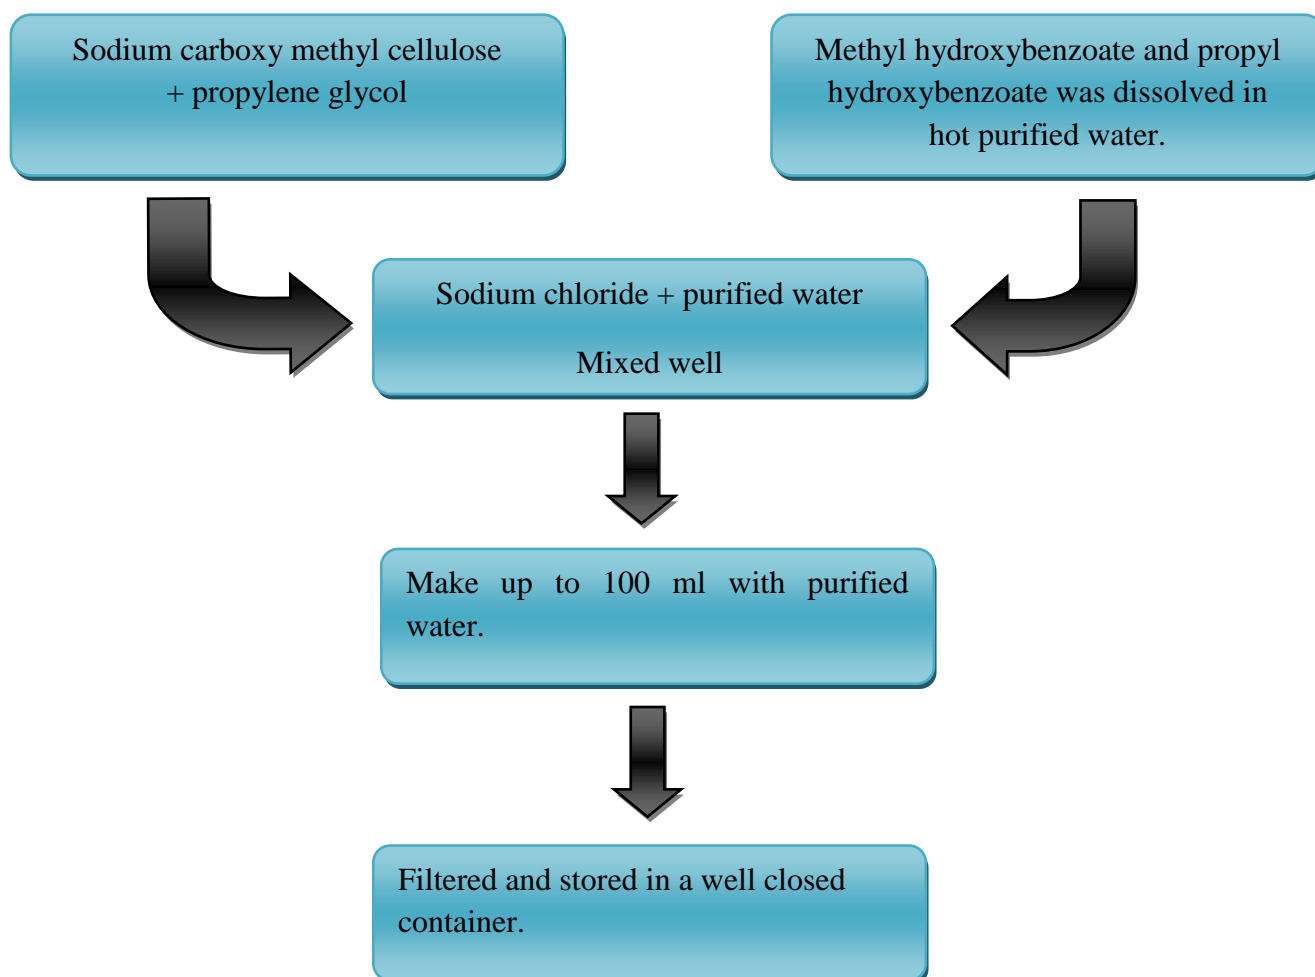 Sodium carboxy methyl cellulose
+ propylene glycol
Methyl hydroxybenzoate and propyl
hydroxybenzoate was dissolved in
hot purified water.
Sodium chloride + purified water
Mixed well
Make up to 100 ml with purified
water.
Filtered and stored in a well closed
container.